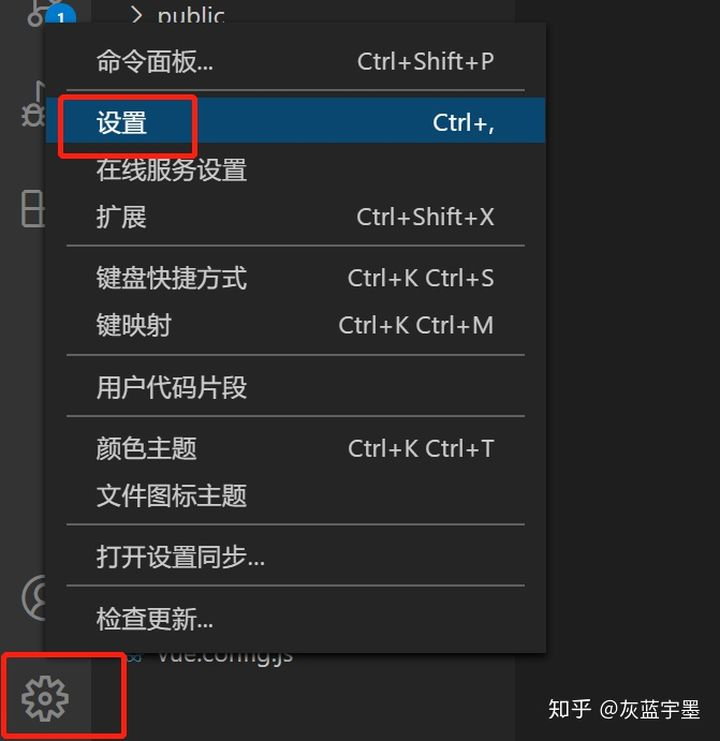 1
public
命令面板... Ctrl+Shift+P
设置 Ctrl+,
在线服务设置
扩展 Ctrl+Shift+X
键盘快捷方式 Ctrl+K Ctrl+S
键映射 Ctrl+K Ctrl+M
用户代码片段
颜色主题 Ctrl+K Ctrl+T
文件图标主题
打开设置同步...
检查更新...
vue.config.js
知乎 @灰蓝宇墨